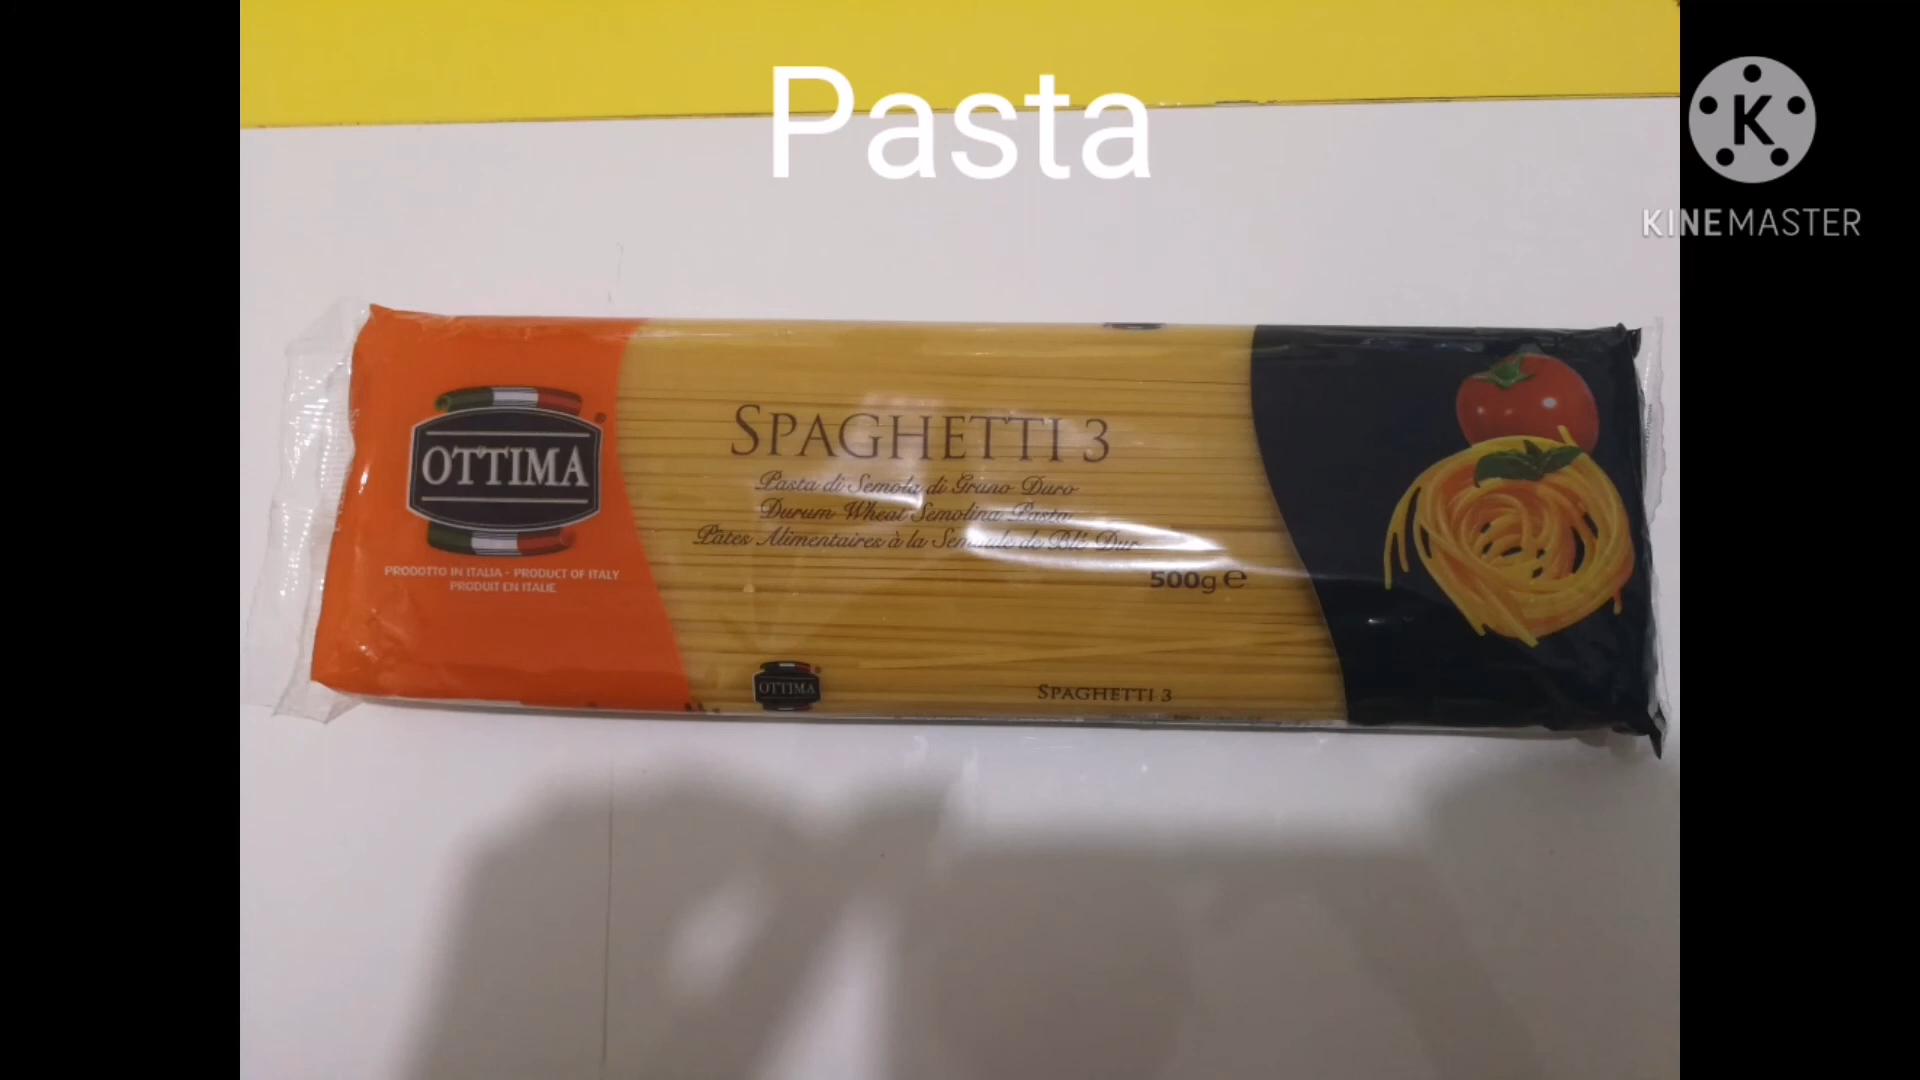 Pasta
K
KINEMASTER
SPAGHETTI 3
OTTIMA
Pasta di Semola di Grano Duro
Durum Wheat Semolina Pasta
Pâtes Alimentaires à la Semoule de Blé Dur
PRODOTTO IN ITALIA - PRODUCT OF ITALY
PRODUIT EN ITALIE
500g e
OTTIMA
SPAGHETTI 3